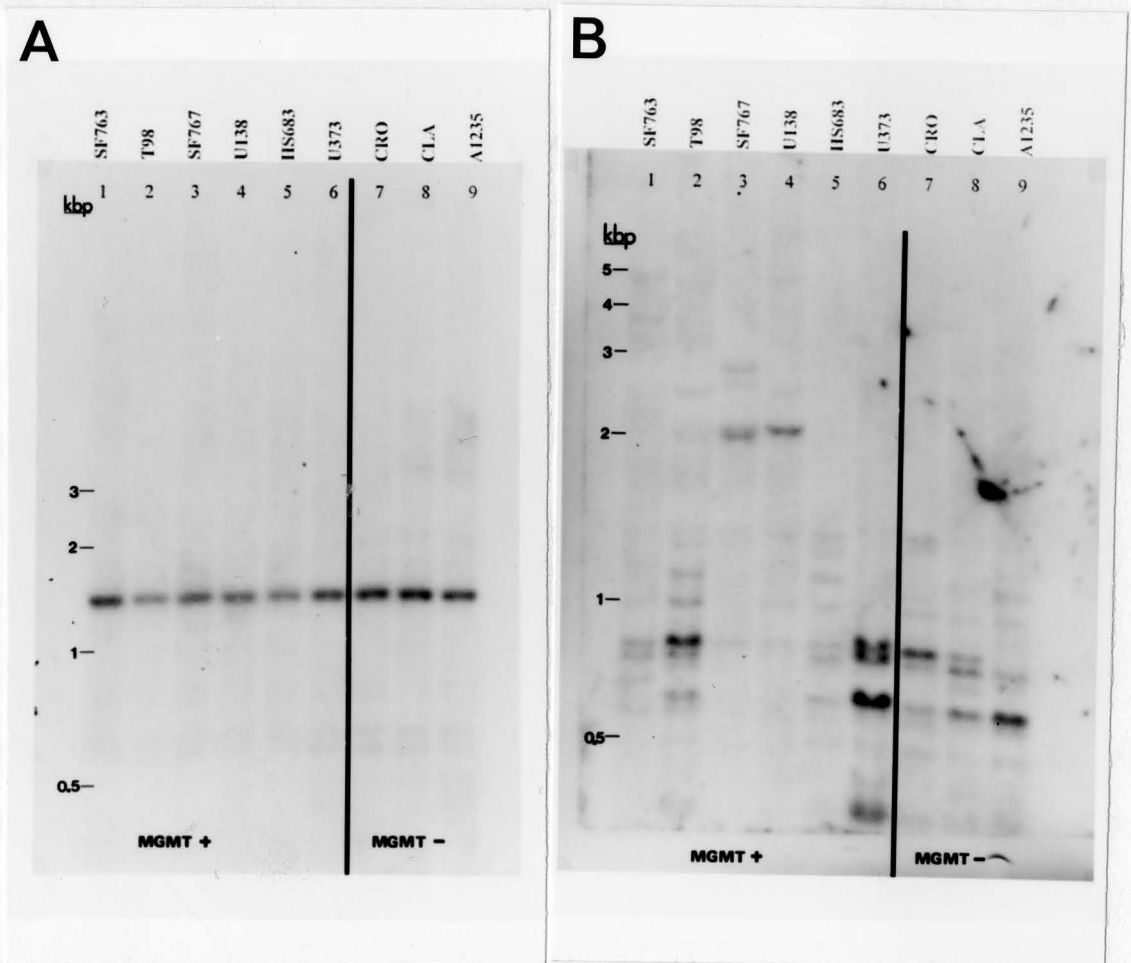 A
SF763 T98 SF767 U138 HS683 U373 CRO CLA A1235
1 2 3 4 5 6 7 8 9
kbp
3
2
1
0.5
MGMT + MGMT -
B
SF763 T98 SF767 U138 HS683 U373 CRO CLA A1235
1 2 3 4 5 6 7 8 9
kbp
5
4
3
2
1
0.5
MGMT + MGMT -